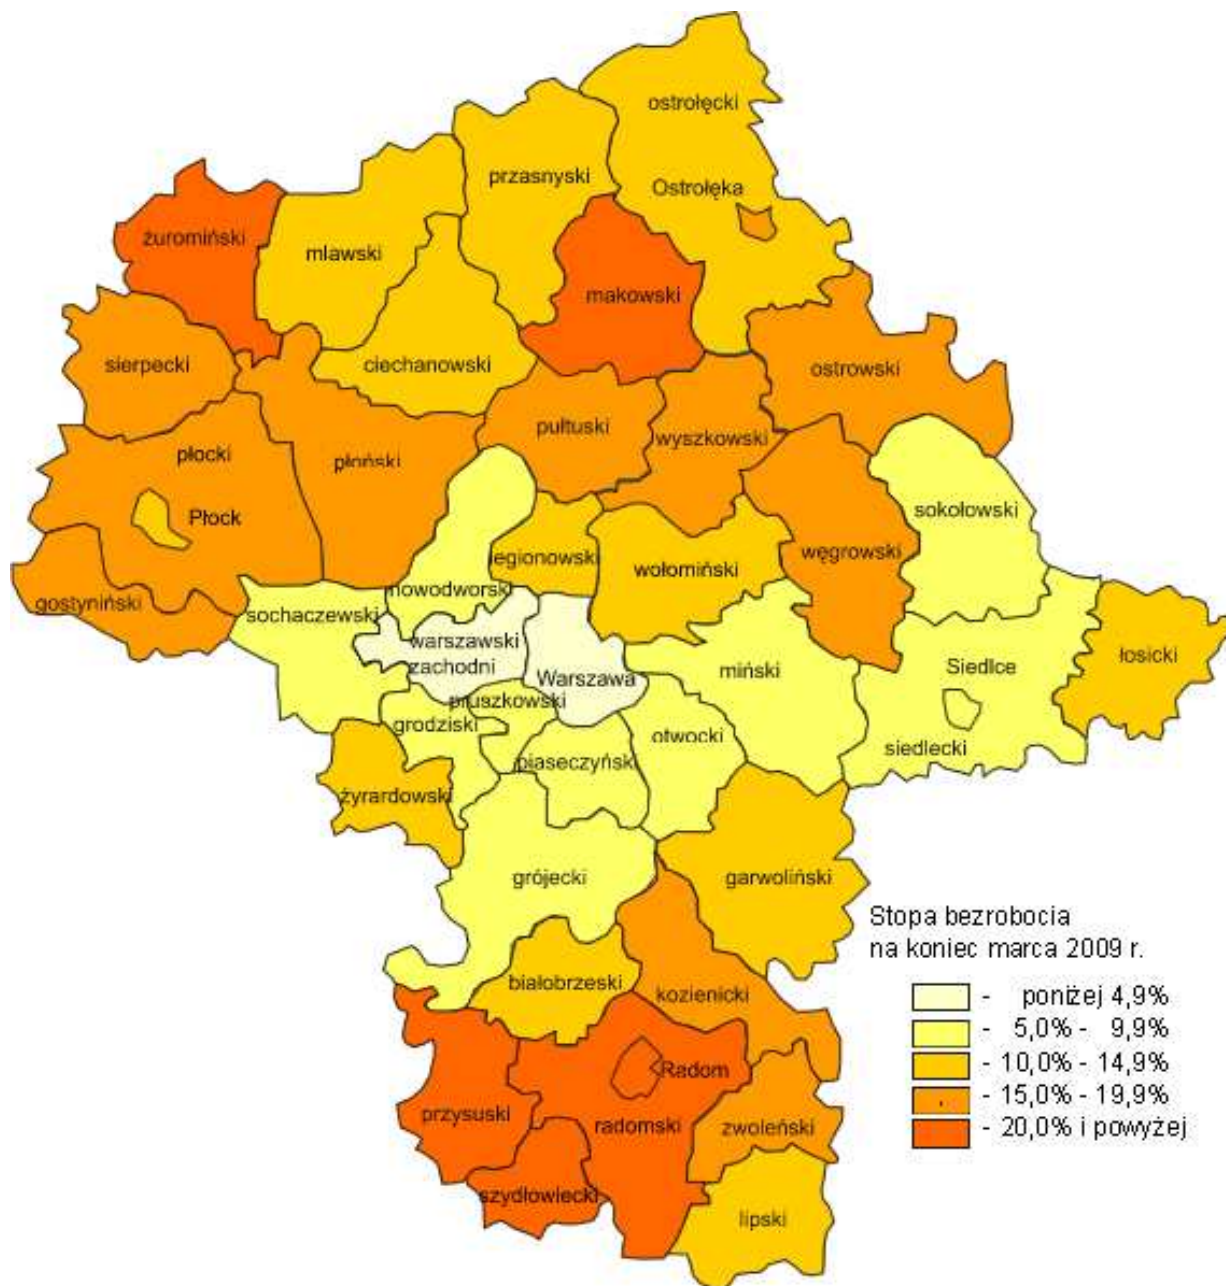 ostrołęcki
przasnyski
Ostrołęka
żuromiński
mlawski
makowski
sierpecki
ciechanowski
ostrowski
pułtuski
wyszkowski
płocki
płoński
Płock
sokołowski
legionowski
wołomiński
węgrowski
nowodworski
gostyniński
sochaczewski
warszawski
zachodni
Warszawa
miński
Siedlce
łosicki
pruszkowski
grodziski
otwocki
siedlecki
piaseczyński
żyrardowski
grójecki
garwoliński
Stopa bezrobocia
na koniec marca 2009 r.
białobrzeski
kozienicki
- poniżej 4,9%
- 5,0% - 9,9%
- 10,0% - 14,9%
- 15,0% - 19,9%
- 20,0% i powyżej
Radom
przysuski
radomski
zwoleński
szydłowiecki
lipski